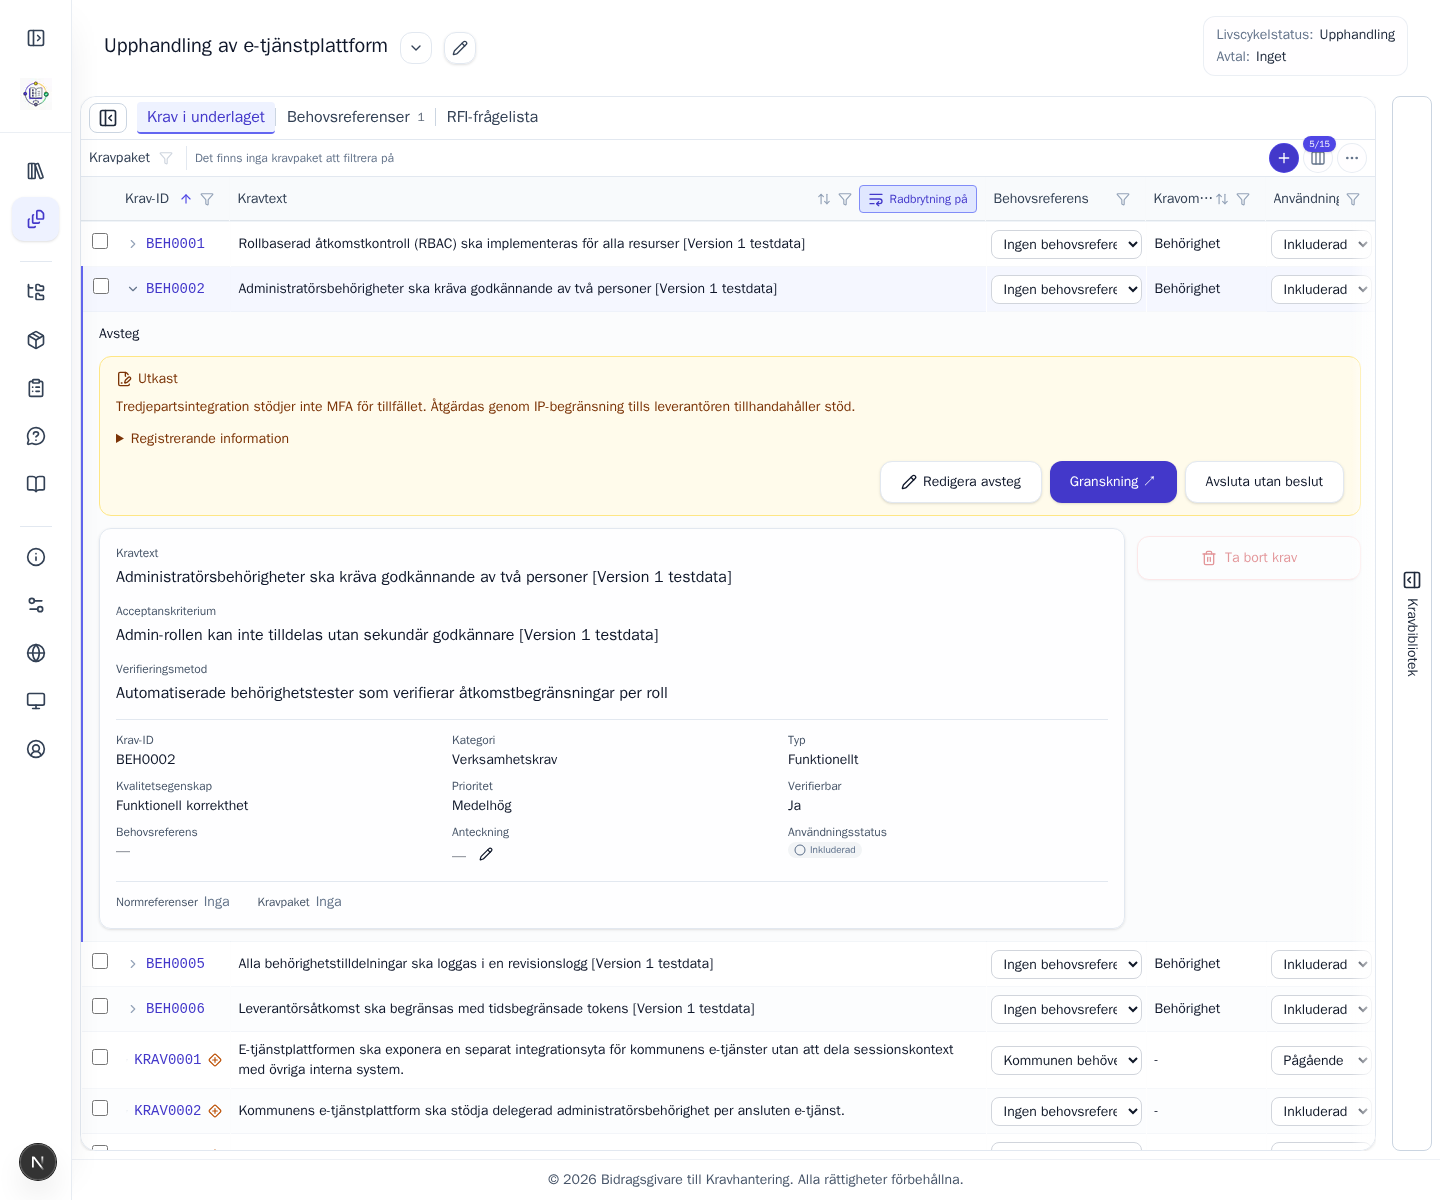 Upphandling av e-tjänstplattform
Livscykelstatus: Upphandling
Avtal: Inget
Krav i underlaget
Behovsreferenser 1
RFI-frågelista
Kravpaket
Det finns inga kravpaket att filtrera på
5/15
Krav-ID
Kravtext
Radbrytning på
Behovsreferens
Kravom···
Användning
BEH0001
Rollbaserad åtkomstkontroll (RBAC) ska implementeras för alla resurser [Version 1 testdata]
Ingen behovsrefere
Behörighet
Inkluderad
BEH0002
Administratörsbehörigheter ska kräva godkännande av två personer [Version 1 testdata]
Ingen behovsrefere
Behörighet
Inkluderad
Avsteg
Utkast
Tredjepartsintegration stödjer inte MFA för tillfället. Åtgärdas genom IP-begränsning tills leverantören tillhandahåller stöd.
Registrerande information
Redigera avsteg
Granskning ↗
Avsluta utan beslut
Kravtext
Administratörsbehörigheter ska kräva godkännande av två personer [Version 1 testdata]
Acceptanskriterium
Admin-rollen kan inte tilldelas utan sekundär godkännare [Version 1 testdata]
Verifieringsmetod
Automatiserade behörighetstester som verifierar åtkomstbegränsningar per roll
Krav-ID
BEH0002
Kategori
Verksamhetskrav
Typ
Funktionellt
Kvalitetsegenskap
Funktionell korrekthet
Prioritet
Medelhög
Verifierbar
Ja
Behovsreferens
—
Anteckning
—
Användningsstatus
Inkluderad
Normreferenser Inga
Kravpaket Inga
Ta bort krav
Kravbibliotek
BEH0005
Alla behörighetstilldelningar ska loggas i en revisionslogg [Version 1 testdata]
Ingen behovsrefere
Behörighet
Inkluderad
BEH0006
Leverantörsåtkomst ska begränsas med tidsbegränsade tokens [Version 1 testdata]
Ingen behovsrefere
Behörighet
Inkluderad
KRAV0001
E-tjänstplattformen ska exponera en separat integrationsyta för kommunens e-tjänster utan att dela sessionskontext
med övriga interna system.
Kommunen behöve
-
Pågående
KRAV0002
Kommunens e-tjänstplattform ska stödja delegerad administratörsbehörighet per ansluten e-tjänst.
Ingen behovsrefere
-
Inkluderad
N
© 2026 Bidragsgivare till Kravhantering. Alla rättigheter förbehållna.